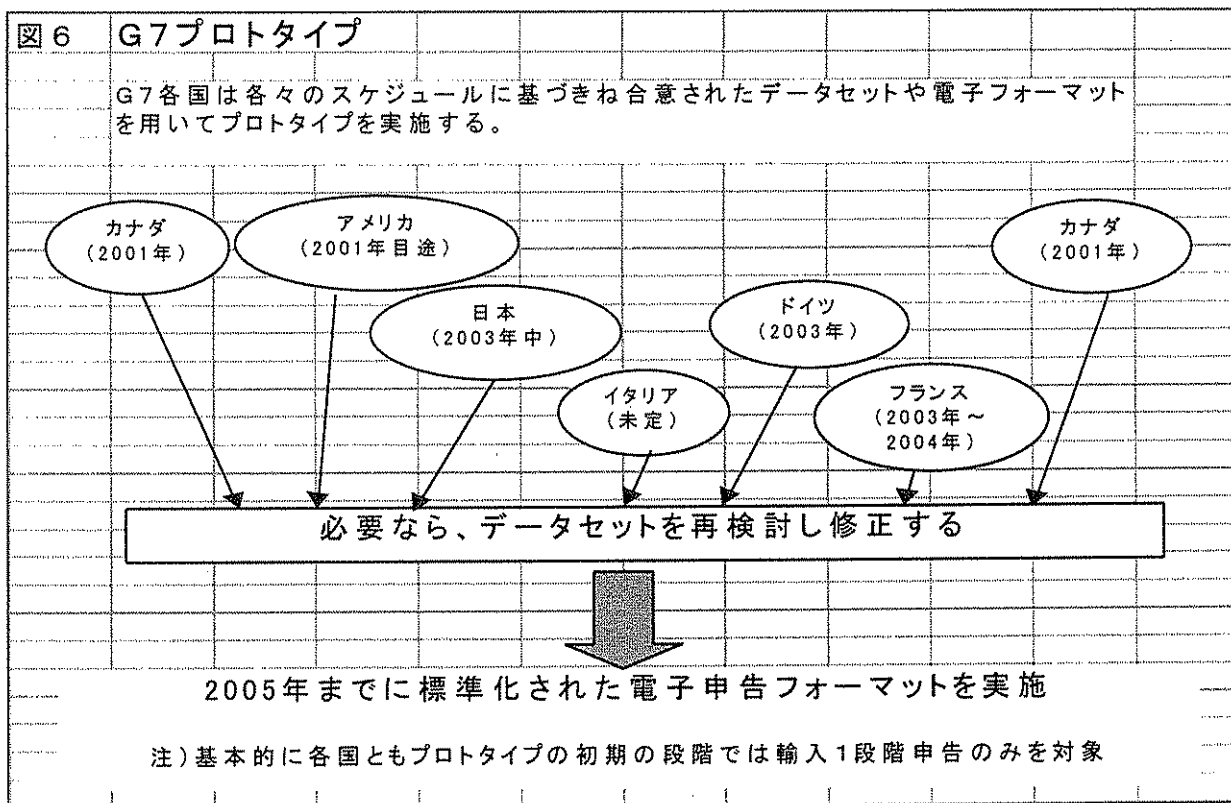 図6 G7プロトタイプ
G7各国は各々のスケジュールに基づきね合意されたデータセットや電子フォーマット
を用いてプロトタイプを実施する。
カナダ
(2001年)
アメリカ
(2001年目途)
日本
(2003年中)
イタリア
(未定)
ドイツ
(2003年)
フランス
(2003年~
2004年)
カナダ
(2001年)
必要なら、データセットを再検討し修正する
2005年までに標準化された電子申告フォーマットを実施
注)基本的に各国ともプロトタイプの初期の段階では輸入1段階申告のみを対象